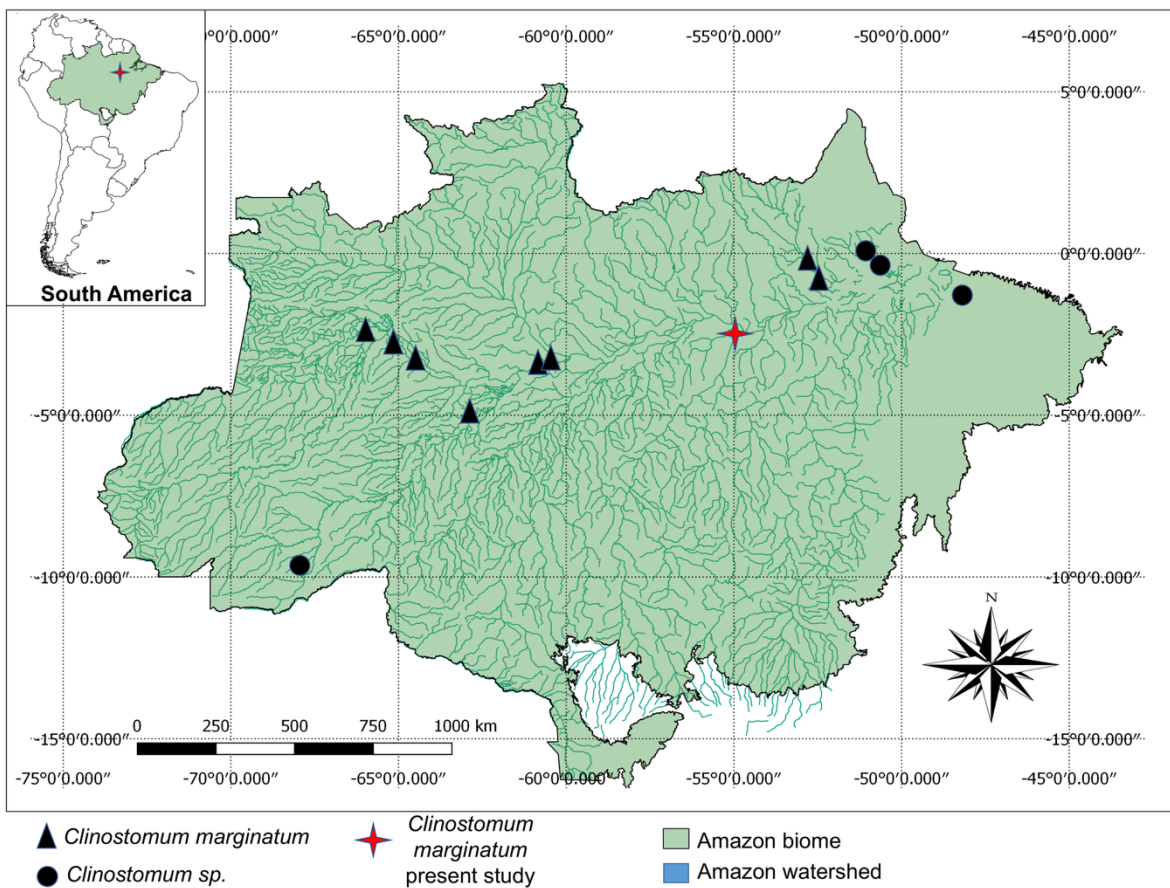 0°0'0.000″ -65°0'0.000″ -60°0'0.000″ -55°0'0.000″ -50°0'0.000″ -45°0'0.000″
5°0'0.000″
0°0'0.000″
South America
-5°0'0.000″ -5°0'0.000″
-10°0'0.000″ -10°0'0.000″
N
0 250 500 750 1000 km
-15°0'0.000″ -15°0'0.000″
-75°0'0.000″ -70°0'0.000″ -65°0'0.000″ -60°0'0.000″ -55°0'0.000″ -50°0'0.000″ -45°0'0.000″
Clinostomum marginatum
Clinostomum sp.
Clinostomum
marginatum
present study
Amazon biome
Amazon watershed